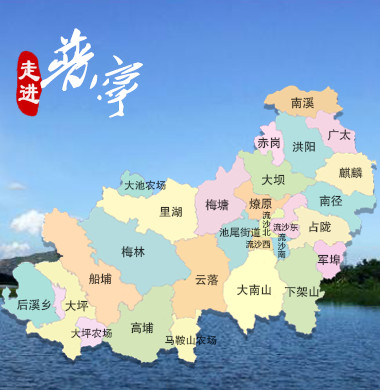 走进
普宁
南溪
广太
赤岗
洪阳
麒麟
大坝
大池农场
南径
里湖
梅塘
燎原
流沙北
流沙东
占陇
池尾街道
流沙西
流沙南
梅林
军埠
船埔
云落
大南山
下架山
后溪乡
大坪
大坪农场
高埔
马鞍山农场